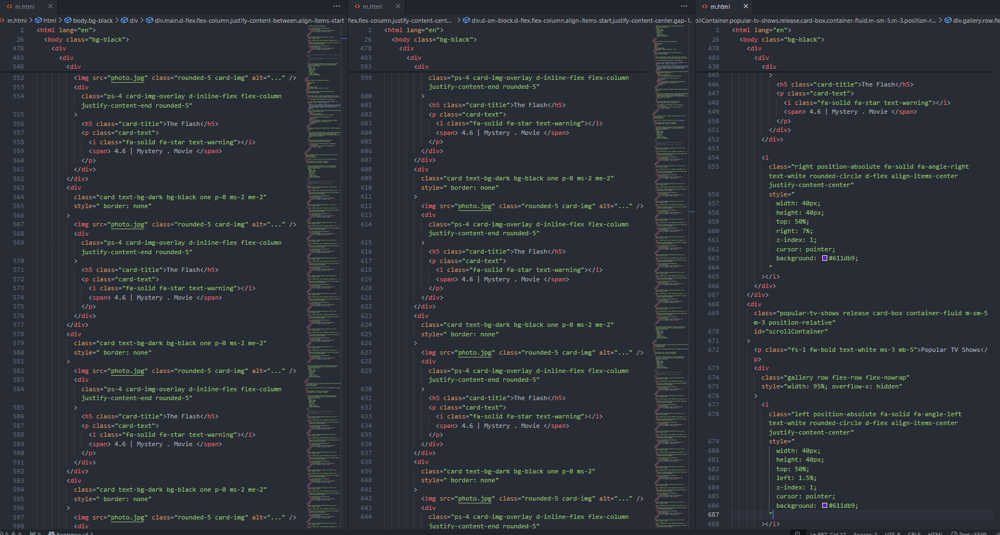 m.html
m.html > html > body.bg-black > div > div.main.d-flex.flex-column.justify-content-between.align-items-start
2 <html lang="en">
26 <body class="bg-black">
478 <div
483 <div
548 <div
552 <img src="photo.jpg" class="rounded-5 card-img" alt="..." />
553 <div
554 class="ps-4 card-img-overlay d-inline-flex flex-column
justify-content-end rounded-5"
555 >
556 <h5 class="card-title">The Flash</h5>
557 <p class="card-text">
558 <i class="fa-solid fa-star text-warning"></i>
559 <span> 4.6 | Mystery . Movie </span>
560 </p>
561 </div>
562 </div>
563 <div
564 class="card text-bg-dark bg-black one p-0 ms-2 me-2"
565 style=" border: none"
566 >
567 <img src="photo.jpg" class="rounded-5 card-img" alt="..." />
568 <div
569 class="ps-4 card-img-overlay d-inline-flex flex-column
justify-content-end rounded-5"
570 >
571 <h5 class="card-title">The Flash</h5>
572 <p class="card-text">
573 <i class="fa-solid fa-star text-warning"></i>
574 <span> 4.6 | Mystery . Movie </span>
575 </p>
576 </div>
577 </div>
578 <div
579 class="card text-bg-dark bg-black one p-0 ms-2 me-2"
580 style=" border: none"
581 >
582 <img src="photo.jpg" class="rounded-5 card-img" alt="..." />
583 <div
584 class="ps-4 card-img-overlay d-inline-flex flex-column
justify-content-end rounded-5"
585 >
586 <h5 class="card-title">The Flash</h5>
587 <p class="card-text">
588 <i class="fa-solid fa-star text-warning"></i>
589 <span> 4.6 | Mystery . Movie </span>
590 </p>
591 </div>
592 </div>
593 <div
594 class="card text-bg-dark bg-black one p-0 ms-2 me-2"
595 style=" border: none"
596 >
597 <img src="photo.jpg" class="rounded-5 card-img" alt="..." />
598 <div
m.html
flex.flex-column.justify-content-cent... > div.d-sm-block.d-flex.flex-column.align-items-start.justify-content-center.gap-1.
2 <html lang="en">
26 <body class="bg-black">
478 <div
483 <div
593 <div
599 class="ps-4 card-img-overlay d-inline-flex flex-column
justify-content-end rounded-5"
600 >
601 <h5 class="card-title">The Flash</h5>
602 <p class="card-text">
603 <i class="fa-solid fa-star text-warning"></i>
604 <span> 4.6 | Mystery . Movie </span>
605 </p>
606 </div>
607 </div>
608 <div
609 class="card text-bg-dark bg-black one p-0 ms-2 me-2"
610 style=" border: none"
611 >
612 <img src="photo.jpg" class="rounded-5 card-img" alt="..." />
613 <div
614 class="ps-4 card-img-overlay d-inline-flex flex-column
justify-content-end rounded-5"
615 >
616 <h5 class="card-title">The Flash</h5>
617 <p class="card-text">
618 <i class="fa-solid fa-star text-warning"></i>
619 <span> 4.6 | Mystery . Movie </span>
620 </p>
621 </div>
622 </div>
623 <div
624 class="card text-bg-dark bg-black one p-0 ms-2 me-2"
625 style=" border: none"
626 >
627 <img src="photo.jpg" class="rounded-5 card-img" alt="..." />
628 <div
629 class="ps-4 card-img-overlay d-inline-flex flex-column
justify-content-end rounded-5"
630 >
631 <h5 class="card-title">The Flash</h5>
632 <p class="card-text">
633 <i class="fa-solid fa-star text-warning"></i>
634 <span> 4.6 | Mystery . Movie </span>
635 </p>
636 </div>
637 </div>
638 <div
639 class="card text-bg-dark bg-black one p-0 ms-2"
640 style=" border: none"
641 >
642 <img src="photo.jpg" class="rounded-5 card-img" alt="..." />
643 <div
644 class="ps-4 card-img-overlay d-inline-flex flex-column
justify-content-end rounded-5"
m.html
ollContainer.popular-tv-shows.release.card-box.container-fluid.m-sm-5.m-3.position-r... > div.gallery.row.fle
2 <html lang="en">
26 <body class="bg-black">
478 <div
483 <div
638 <div
645 >
646 <h5 class="card-title">The Flash</h5>
647 <p class="card-text">
648 <i class="fa-solid fa-star text-warning"></i>
649 <span> 4.6 | Mystery . Movie </span>
650 </p>
651 </div>
652 </div>
653
654 <i
655 class="right position-absolute fa-solid fa-angle-right
text-white rounded-circle d-flex align-items-center
justify-content-center"
656 style="
657 width: 40px;
658 height: 40px;
659 top: 50%;
660 right: 7%;
661 z-index: 1;
662 cursor: pointer;
663 background: #611db9;
664 "
665 ></i>
666 </div>
667 </div>
668 <div
669 class="popular-tv-shows release card-box container-fluid m-sm-5
m-3 position-relative"
670 id="scrollContainer"
671 >
672 <p class="fs-1 fw-bold text-white ms-3 mb-5">Popular TV Shows</
p>
673 <div
674 class="gallery row flex-row flex-nowrap"
675 style="width: 95%; overflow-x: hidden"
676 >
677 <i
678 class="left position-absolute fa-solid fa-angle-left
text-white rounded-circle d-flex align-items-center
justify-content-center"
679 style="
680 width: 40px;
681 height: 40px;
682 top: 50%;
683 left: 1.5%;
684 z-index: 1;
685 cursor: pointer;
686 background: #611db9;
687 "
688 ></i>
0 0 0 Bootstrap v5.3
Ln 687, Col 12 Spaces: 2 UTF-8 CRLF HTML Port : 5500